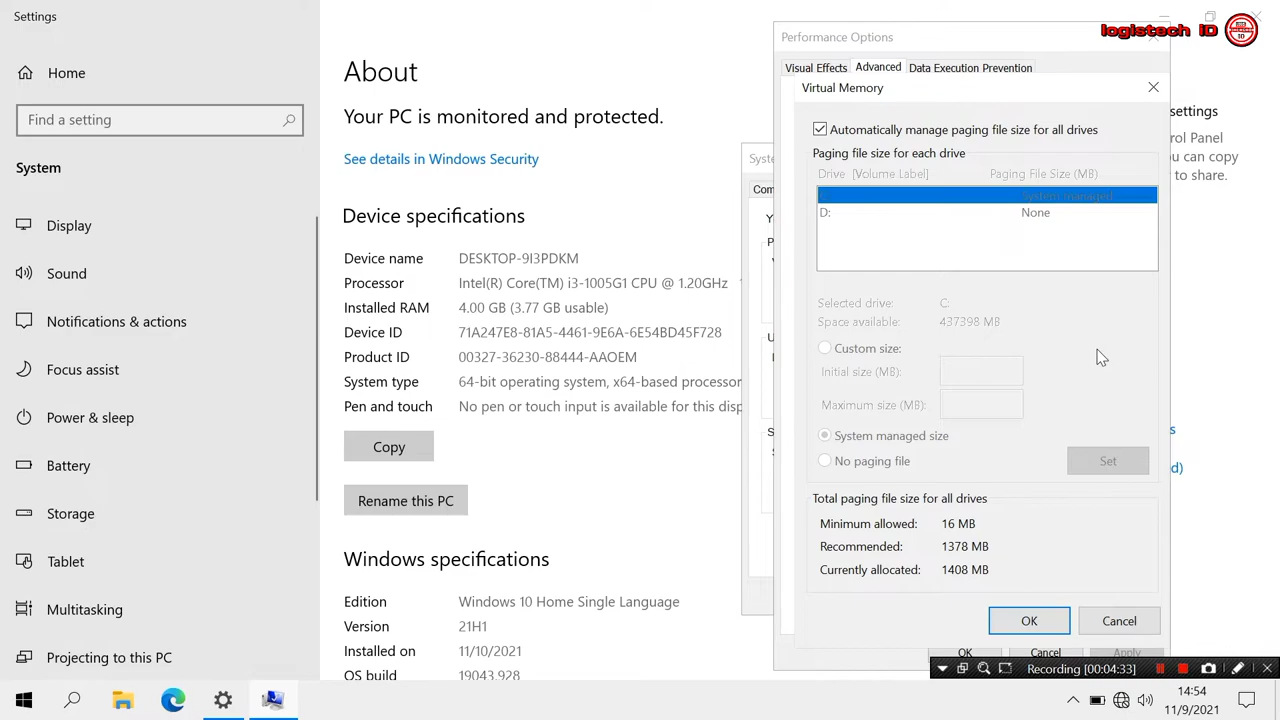 Settings
Home
Find a setting
System
Display
Sound
Notifications & actions
Focus assist
Power & sleep
Battery
Storage
Tablet
Multitasking
Projecting to this PC
About
Your PC is monitored and protected.
See details in Windows Security
Device specifications
Device name DESKTOP-9I3PDKM
Processor Intel(R) Core(TM) i3-1005G1 CPU @ 1.20GHz
Installed RAM 4.00 GB (3.77 GB usable)
Device ID 71A247E8-81A5-4461-9E6A-6E54BD45F728
Product ID 00327-36230-88444-AAOEM
System type 64-bit operating system, x64-based processor
Pen and touch No pen or touch input is available for this disp
Copy
Rename this PC
Windows specifications
Edition Windows 10 Home Single Language
Version 21H1
Installed on 11/10/2021
OS build 19043.928
Syste
Com
Performance Options
Visual Effects Advanced Data Execution Prevention
Virtual Memory
Automatically manage paging file size for all drives
Paging file size for each drive
Drive [Volume Label] Paging File Size (MB)
C: System managed
D: None
Selected drive: C:
Space available: 437398 MB
Custom size:
Initial size (MB):
Maximum size (MB):
System managed size
No paging file
Set
Total paging file size for all drives
Minimum allowed: 16 MB
Recommended: 1378 MB
Currently allocated: 1408 MB
OK Cancel
OK Cancel Apply
logistech ID
settings
rol Panel
u can copy
r to share.
s
d)
Recording [00:04:33]
14:54
11/9/2021